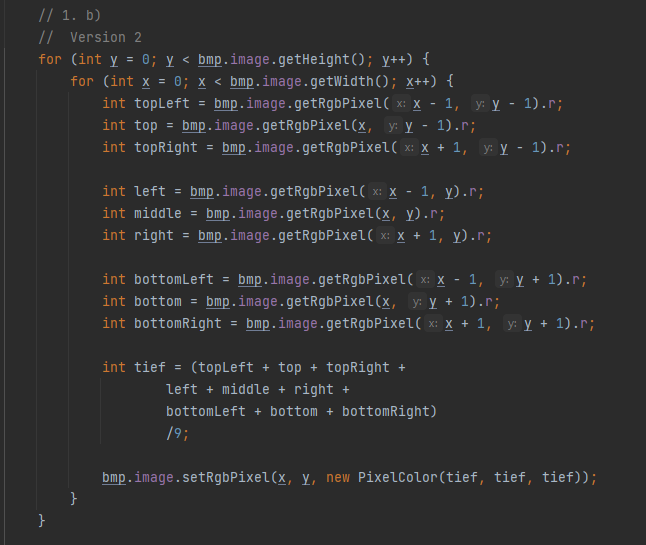 // 1. b)
//  Version 2
for (int y = 0; y < bmp.image.getHeight(); y++) {
    for (int x = 0; x < bmp.image.getWidth(); x++) {
        int topLeft = bmp.image.getRgbPixel( x: x - 1, y: y - 1).r;
        int top = bmp.image.getRgbPixel(x, y: y - 1).r;
        int topRight = bmp.image.getRgbPixel( x: x + 1, y: y - 1).r;

        int left = bmp.image.getRgbPixel( x: x - 1, y).r;
        int middle = bmp.image.getRgbPixel(x, y).r;
        int right = bmp.image.getRgbPixel( x: x + 1, y).r;

        int bottomLeft = bmp.image.getRgbPixel( x: x - 1, y: y + 1).r;
        int bottom = bmp.image.getRgbPixel(x, y: y + 1).r;
        int bottomRight = bmp.image.getRgbPixel( x: x + 1, y: y + 1).r;

        int tief = (topLeft + top + topRight +
                left + middle + right +
                bottomLeft + bottom + bottomRight)
                /9;

        bmp.image.setRgbPixel(x, y, new PixelColor(tief, tief, tief));
    }
}